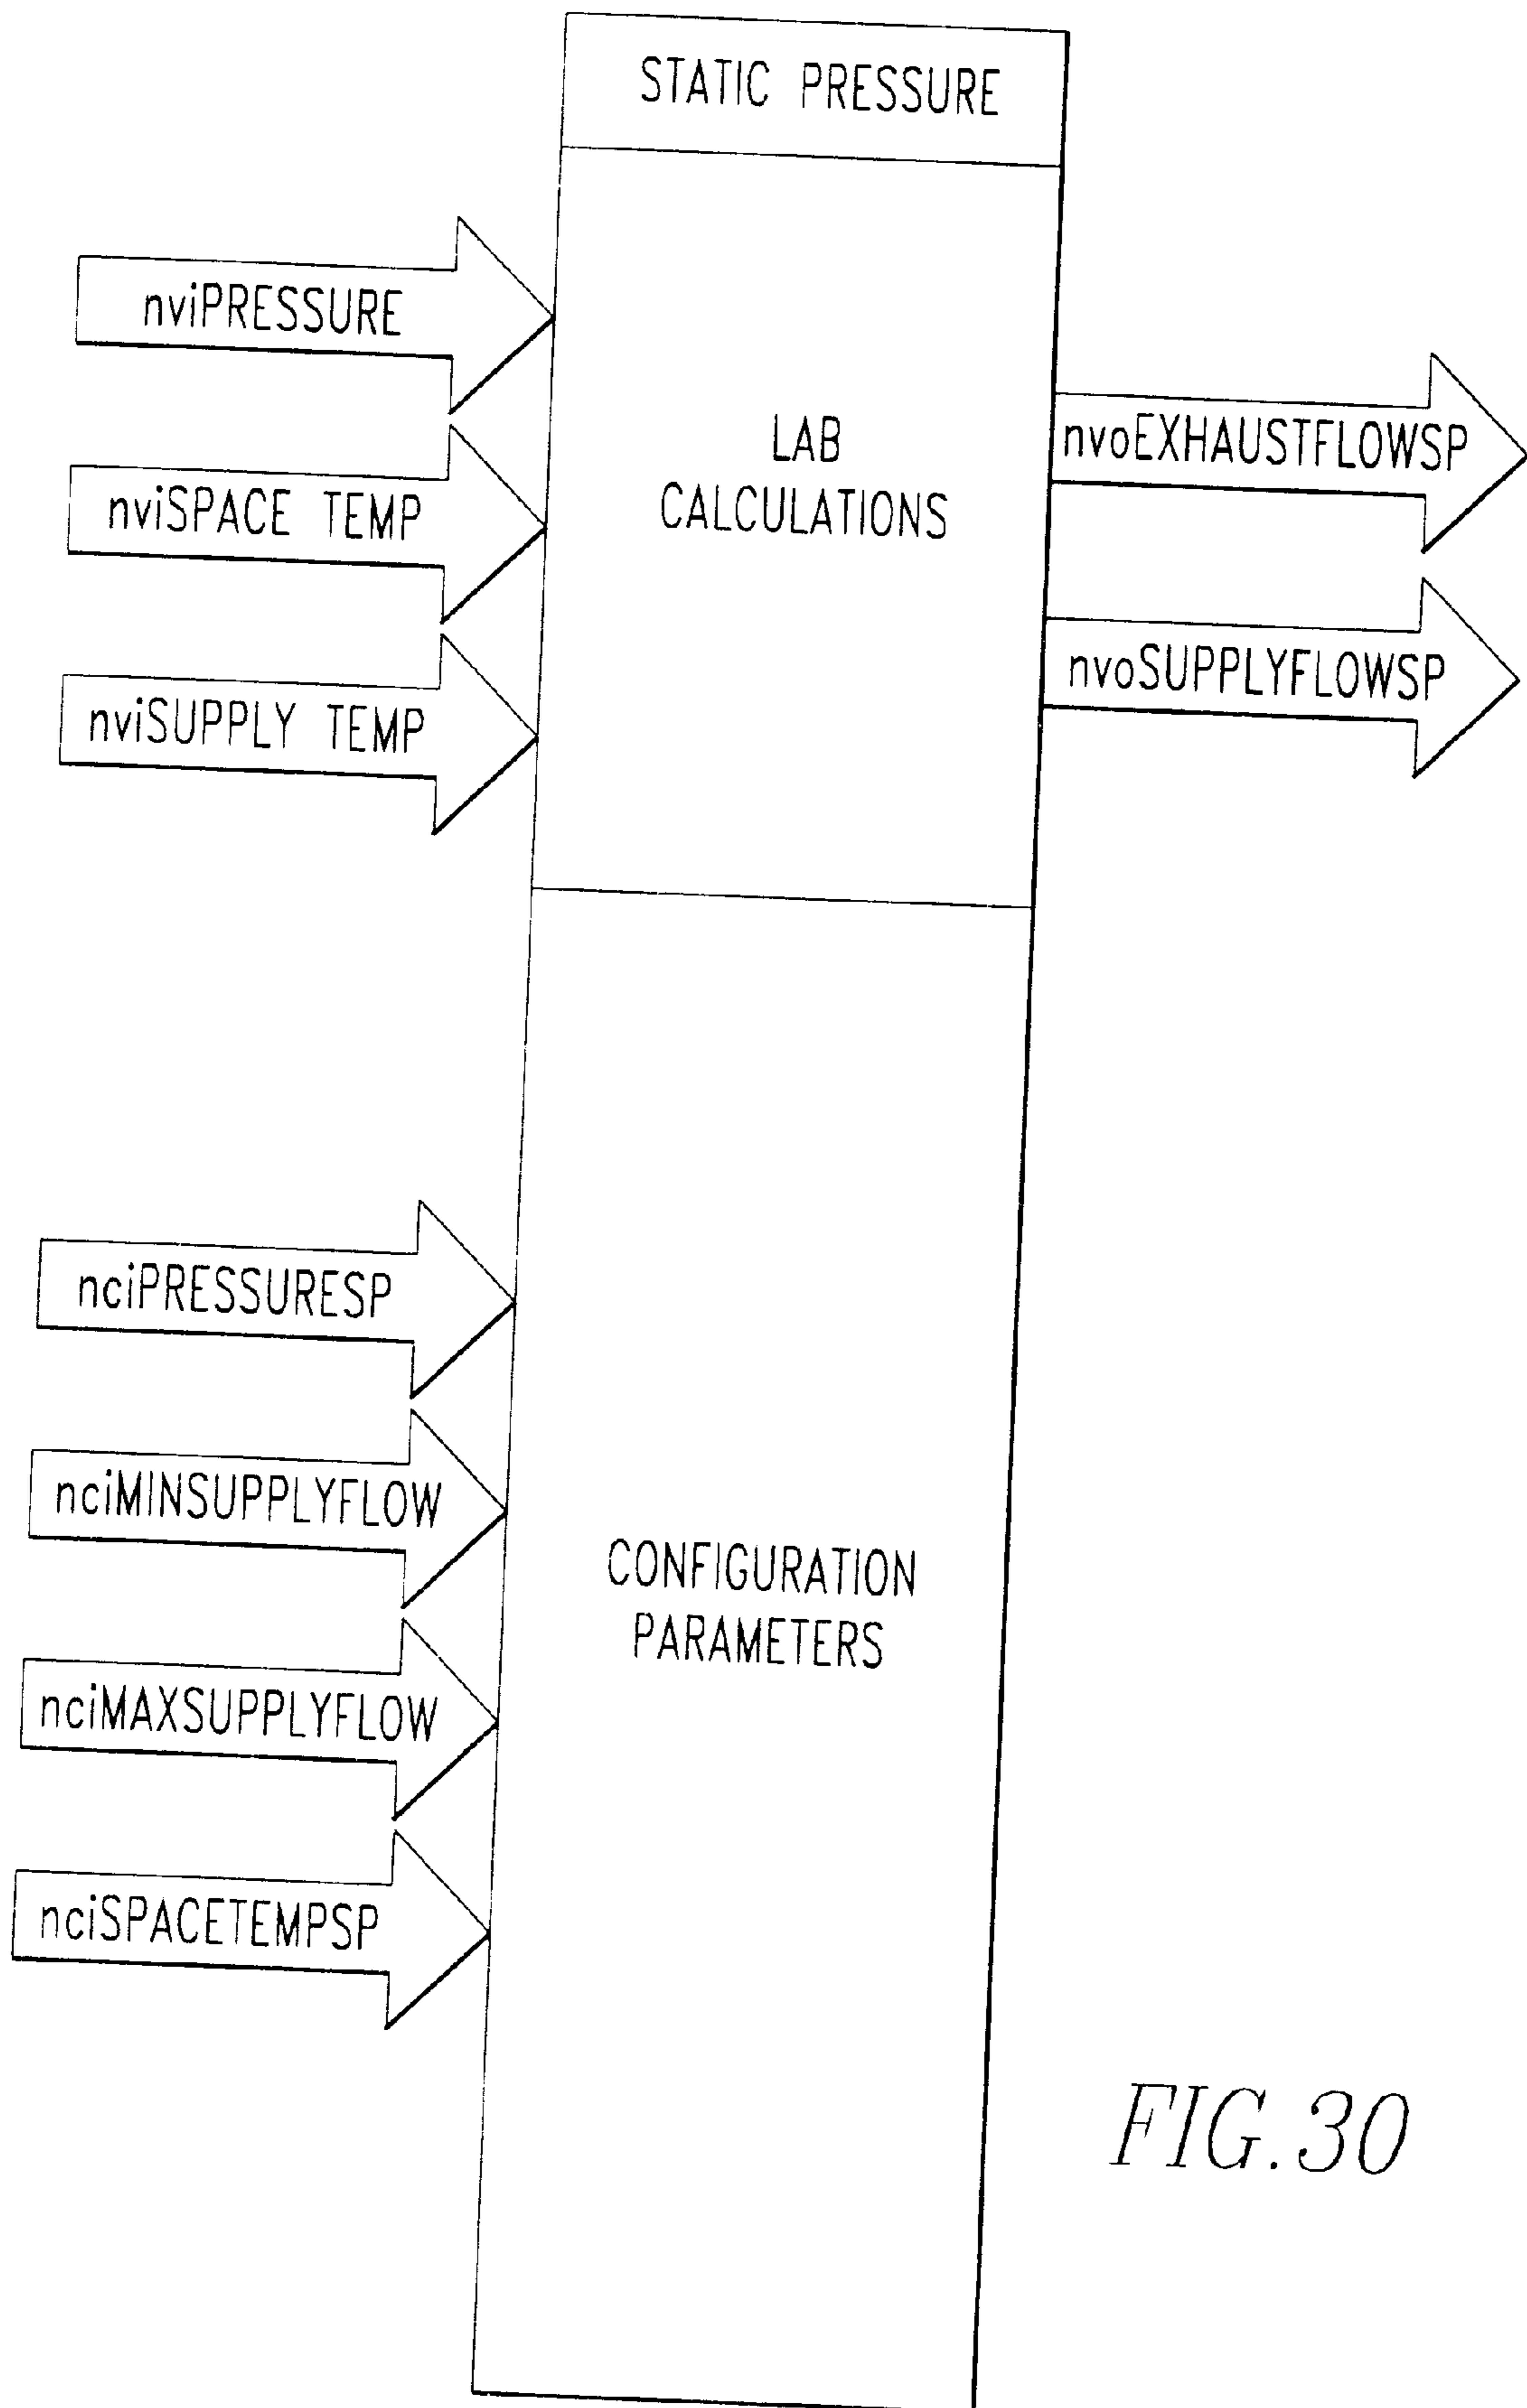 STATIC PRESSURE
nviPRESSURE
nviSPACE TEMP
nviSUPPLY TEMP
LAB
CALCULATIONS
nvoEXHAUSTFLOWSP
nvoSUPPLYFLOWSP
nciPRESSURESP
nciMINSUPPLYFLOW
nciMAXSUPPLYFLOW
nciSPACETEMPSP
CONFIGURATION
PARAMETERS
FIG. 30